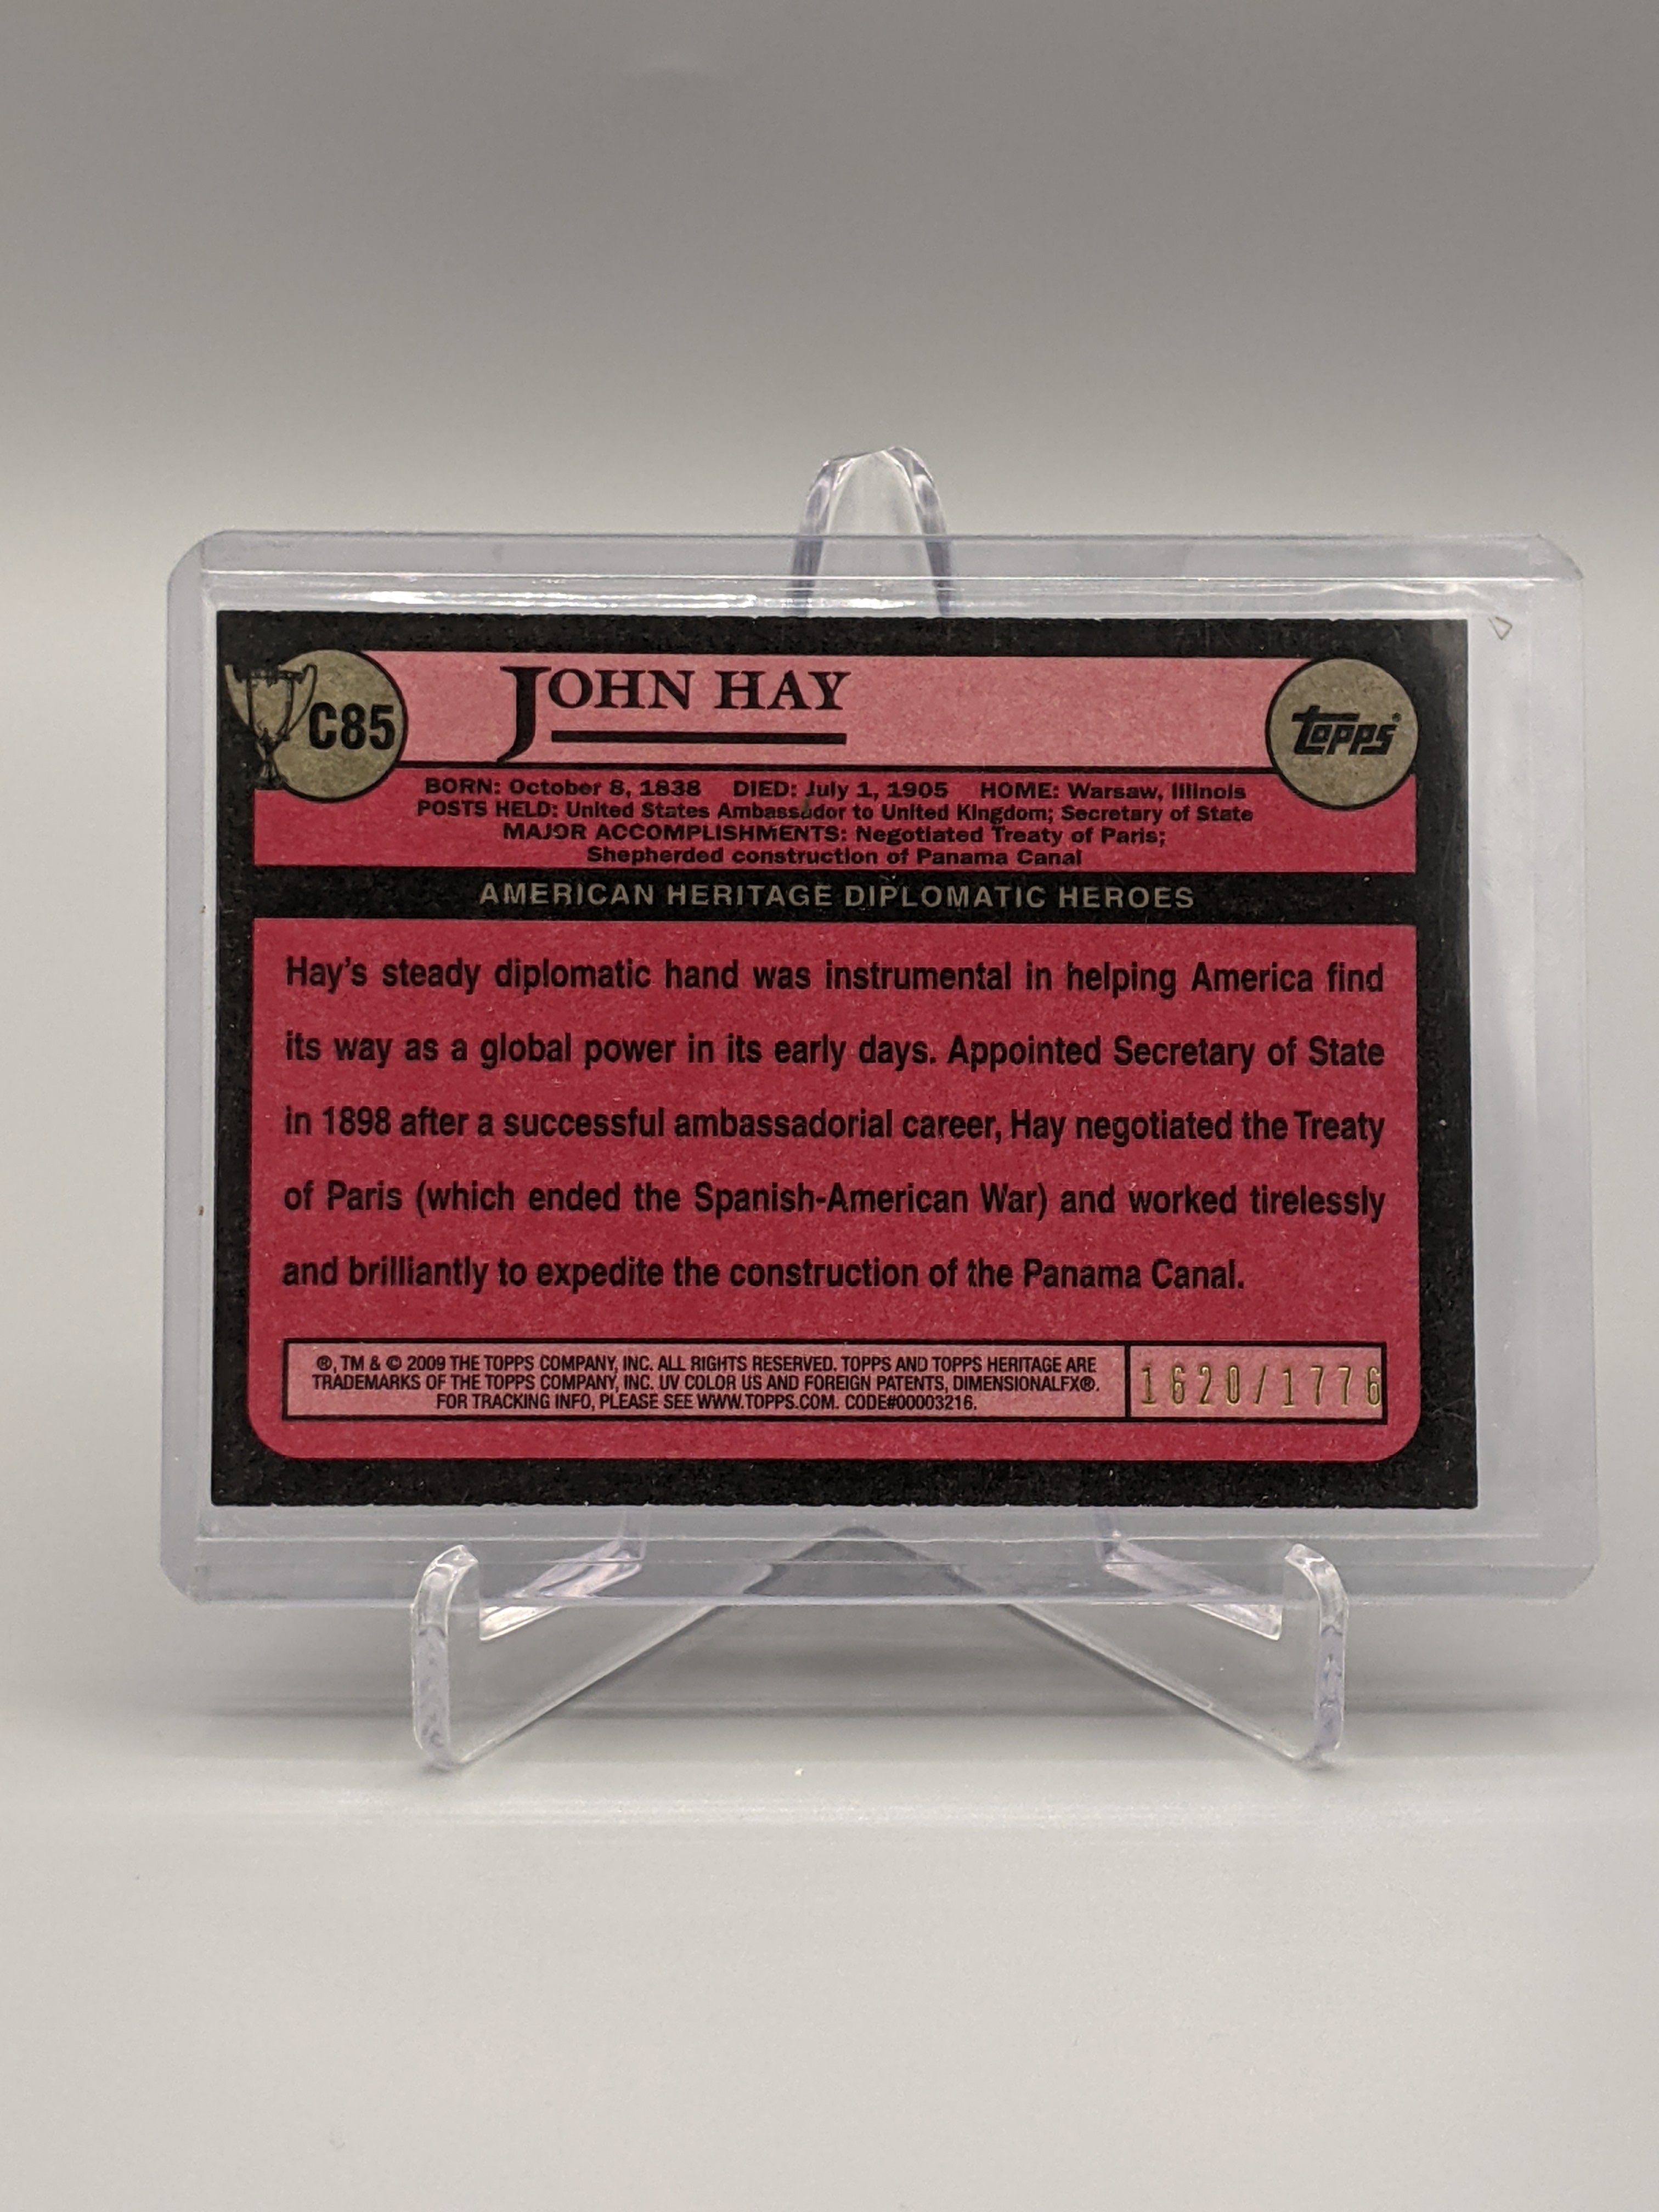 C85
JOHN HAY
topps®
BORN: October 8, 1838 DIED: July 1, 1905 HOME: Warsaw, Illinois
POSTS HELD: United States Ambassador to United Kingdom; Secretary of State
MAJOR ACCOMPLISHMENTS: Negotiated Treaty of Paris;
Shepherded construction of Panama Canal
AMERICAN HERITAGE DIPLOMATIC HEROES
Hay's steady diplomatic hand was instrumental in helping America find
its way as a global power in its early days. Appointed Secretary of State
in 1898 after a successful ambassadorial career, Hay negotiated the Treaty
of Paris (which ended the Spanish-American War) and worked tirelessly
and brilliantly to expedite the construction of the Panama Canal.
®, TM & © 2009 THE TOPPS COMPANY, INC. ALL RIGHTS RESERVED. TOPPS AND TOPPS HERITAGE ARE
TRADEMARKS OF THE TOPPS COMPANY, INC. UV COLOR US AND FOREIGN PATENTS, DIMENSIONALFX®.
FOR TRACKING INFO, PLEASE SEE WWW.TOPPS.COM. CODE#00003216.
1620/1776